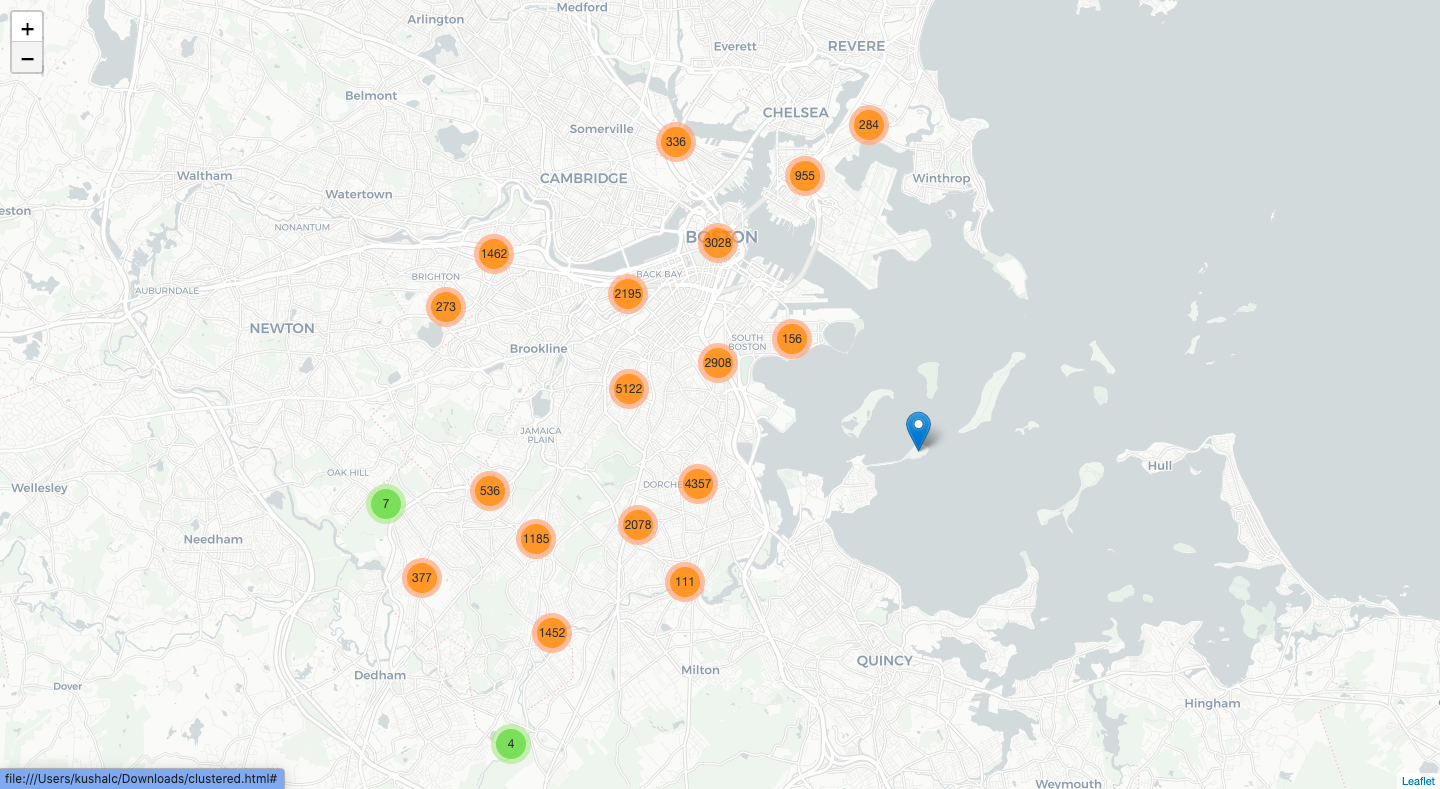 +
−
Arlington
Medford
Everett
REVERE
Belmont
CHELSEA
284
Somerville
336
955
Waltham
CAMBRIDGE
Winthrop
Watertown
eston
NONANTUM
BOSTON
3028
1462
BRIGHTON
BACK BAY
AUBURNDALE
2195
273
NEWTON
SOUTH
BOSTON
156
Brookline
2908
5122
JAMAICA
PLAIN
OAK HILL
Hull
Wellesley
7
536
DORCHE
4357
2078
Needham
1185
377
111
1452
QUINCY
Dedham
Milton
Dover
Hingham
4
file:///Users/kushalc/Downloads/clustered.html#
Weymouth
Leaflet